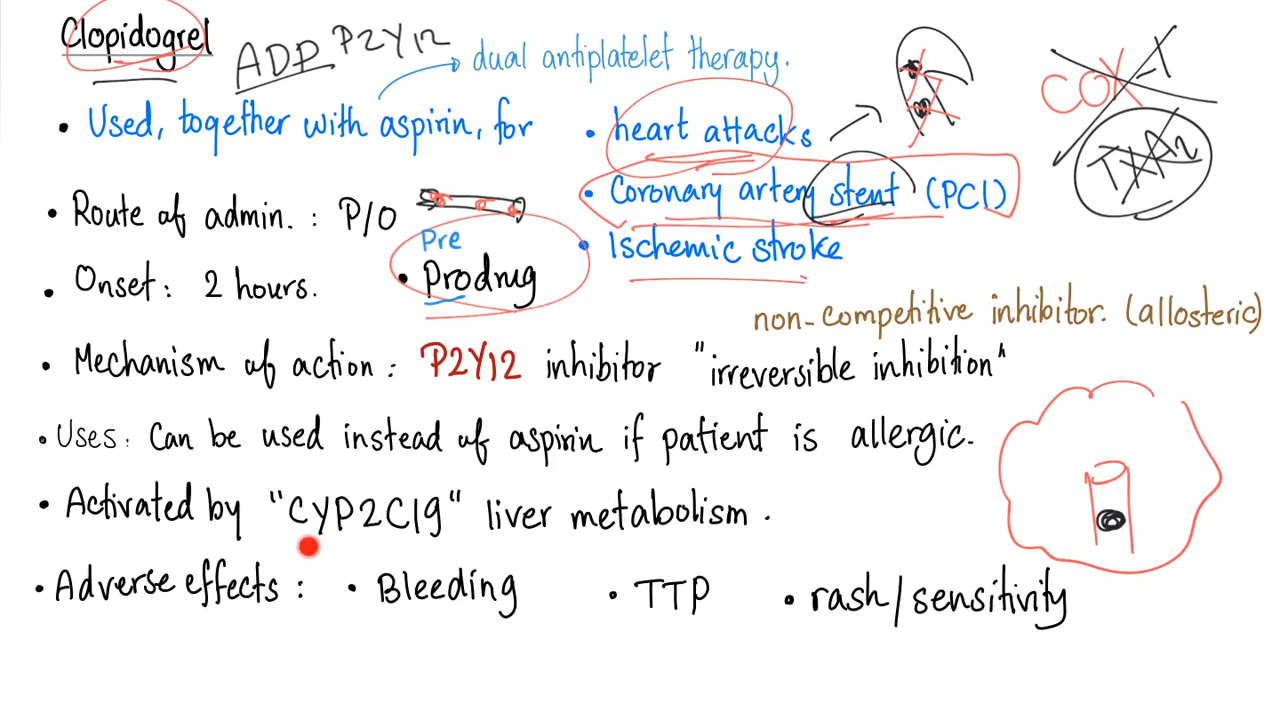 Clopidogrel ADP P2Y12
dual antiplatelet therapy.
COX-1
TXA2
• Used, together with aspirin, for
• heart attacks
• Coronary artery stent (PCI)
• Ischemic stroke
• Route of admin. : P/O
Pre
• Prodrug
• Onset: 2 hours.
non-competitive inhibitor. (allosteric)
• Mechanism of action : P2Y12 inhibitor "irreversible inhibition"
• Uses: Can be used instead of aspirin if patient is allergic.
• Activated by "CYP2C19" liver metabolism.
• Adverse effects : • Bleeding • TTP • rash/sensitivity